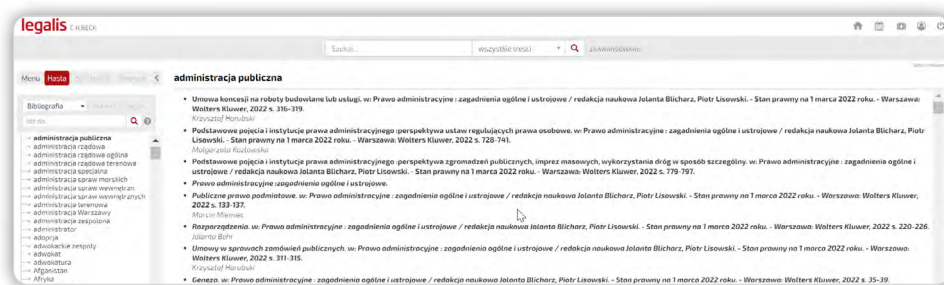 legalis C.H.BECK
Szukaj... wszystkie treści ZAAWANSOWANE
Menu Hasła
administracja publiczna
Bibliografia
administracja publiczna
administracja rządowa
administracja rządowa ogólna
administracja rządowa terenowa
administracja specjalna
administracja spraw morskich
administracja spraw wewnętrzn.
administracja spraw wewnętrznych
administracja terenowa
administracja Warszawy
administracja zespolona
administrator
adopcja
adwokackie zespoły
adwokat
adwokatura
Afganistan
Afryka
Umowa koncesji na roboty budowlane lub usługi. w: Prawo administracyjne : zagadnienia ogólne i ustrojowe / redakcja naukowa Jolanta Blicharz, Piotr Lisowski. - Stan prawny na 1 marca 2022 roku. - Warszawa:
Wolters Kluwer, 2022 s. 316-319.
Krzysztof Horubski
Podstawowe pojęcia i instytucje prawa administracyjnego :perspektywa ustaw regulujących prawa osobowe. w: Prawo administracyjne : zagadnienia ogólne i ustrojowe / redakcja naukowa Jolanta Blicharz, Piotr
Lisowski. - Stan prawny na 1 marca 2022 roku. - Warszawa: Wolters Kluwer, 2022 s. 728-741.
Małgorzata Kozłowska
Podstawowe pojęcia i instytucje prawa administracyjnego :perspektywa zgromadzeń publicznych, imprez masowych, wykorzystania dróg w sposób szczególny. w: Prawo administracyjne : zagadnienia ogólne i
ustrojowe / redakcja naukowa Jolanta Blicharz, Piotr Lisowski. - Stan prawny na 1 marca 2022 roku. - Warszawa: Wolters Kluwer, 2022 s. 779-797.
Prawo administracyjne :zagadnienia ogólne i ustrojowe.
Publiczne prawo podmiotowe. w: Prawo administracyjne : zagadnienia ogólne i ustrojowe / redakcja naukowa Jolanta Blicharz, Piotr Lisowski. - Stan prawny na 1 marca 2022 roku. - Warszawa: Wolters Kluwer,
2022 s. 133-137.
Marcin Miemiec
Rozporządzenia. w: Prawo administracyjne : zagadnienia ogólne i ustrojowe / redakcja naukowa Jolanta Blicharz, Piotr Lisowski. - Stan prawny na 1 marca 2022 roku. - Warszawa: Wolters Kluwer, 2022 s. 220-226.
Jolanta Behr
Umowy w sprawach zamówień publicznych. w: Prawo administracyjne : zagadnienia ogólne i ustrojowe / redakcja naukowa Jolanta Blicharz, Piotr Lisowski. - Stan prawny na 1 marca 2022 roku. - Warszawa:
Wolters Kluwer, 2022 s. 311-315.
Krzysztof Horubski
Geneza. w: Prawo administracyjne : zagadnienia ogólne i ustrojowe / redakcja naukowa Jolanta Blicharz, Piotr Lisowski. - Stan prawny na 1 marca 2022 roku. - Warszawa: Wolters Kluwer, 2022 s. 35-39.